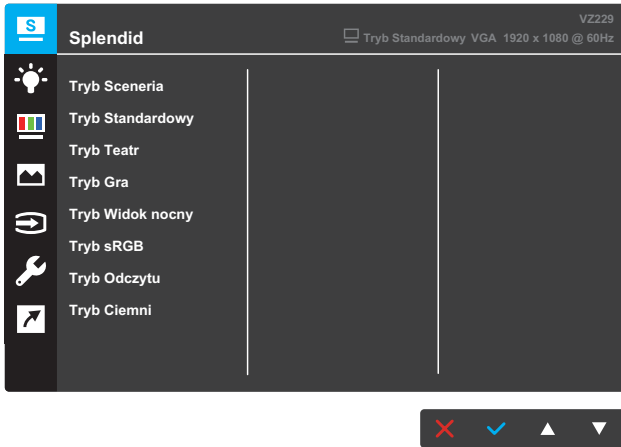 S
VZ229
Splendid
Tryb Standardowy VGA 1920 x 1080 @ 60Hz
Tryb Sceneria
Tryb Standardowy
Tryb Teatr
Tryb Gra
Tryb Widok nocny
Tryb sRGB
Tryb Odczytu
Tryb Ciemni